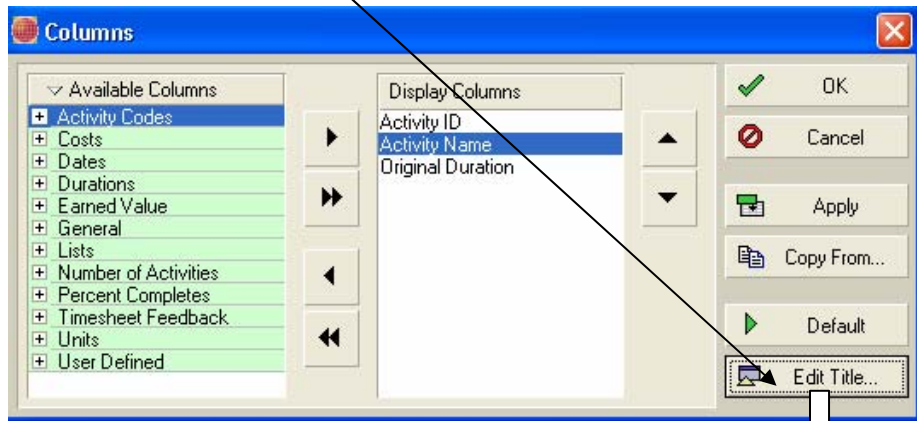 Columns
Available Columns
Activity Codes
Costs
Dates
Durations
Earned Value
General
Lists
Number of Activities
Percent Completes
Timesheet Feedback
Units
User Defined
Display Columns
Activity ID
Activity Name
Original Duration
OK
Cancel
Apply
Copy From...
Default
Edit Title...